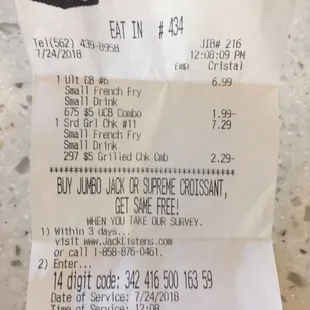 EAT IN # 434
Tel(562) 439-8958 JIB# 216
7/24/2018 12:08:09 PM
Emp Cristal
1 Ult CB #6 6.99
Small French Fry
Small Drink
675 $5 UCB Combo 1.99-
1 Srd Grl Chk #11 7.29
Small French Fry
Small Drink
297 $5 Grilled Chk Cmb 2.29-
BUY JUMBO JACK OR SUPREME CROISSANT,
GET SAME FREE!
WHEN YOU TAKE OUR SURVEY.
1) Within 3 days...
visit www.JackListens.com
or call 1-858-876-0461.
2) Enter...
14 digit code: 342 416 500 163 59
Date of Service: 7/24/2018
Time of Service: 12:08